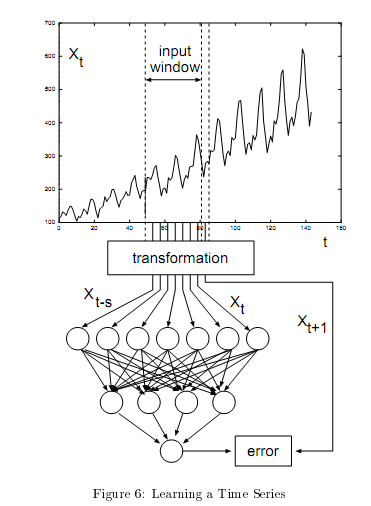 700
600
500
400
300
200
100
0
20
40
60
80
100
120
140
160
Xt
input
window
t
transformation
Xt-s
Xt
Xt+1
error
Figure 6: Learning a Time Series